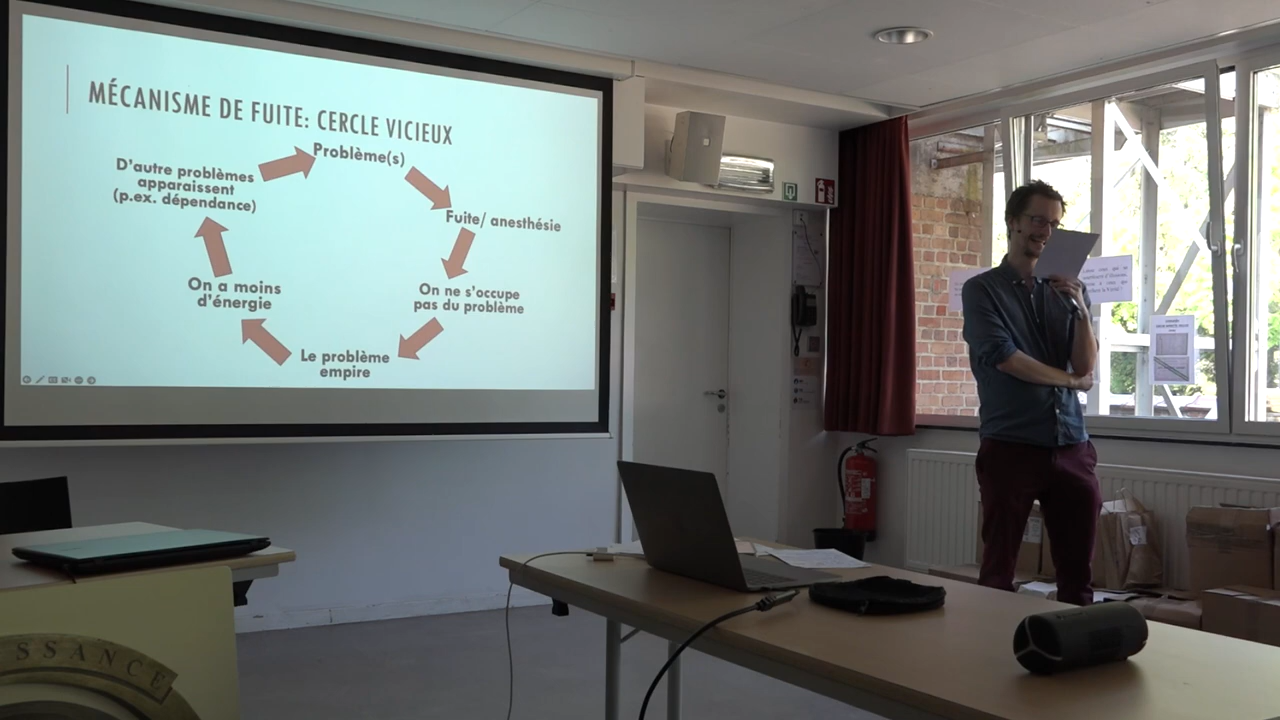 MÉCANISME DE FUITE: CERCLE VICIEUX
Problème(s)
Fuite/ anesthésie
On ne s'occupe
pas du problème
Le problème
empire
On a moins
d'énergie
D'autre problèmes
apparaissent
(p.ex. dépendance)
SSANCE